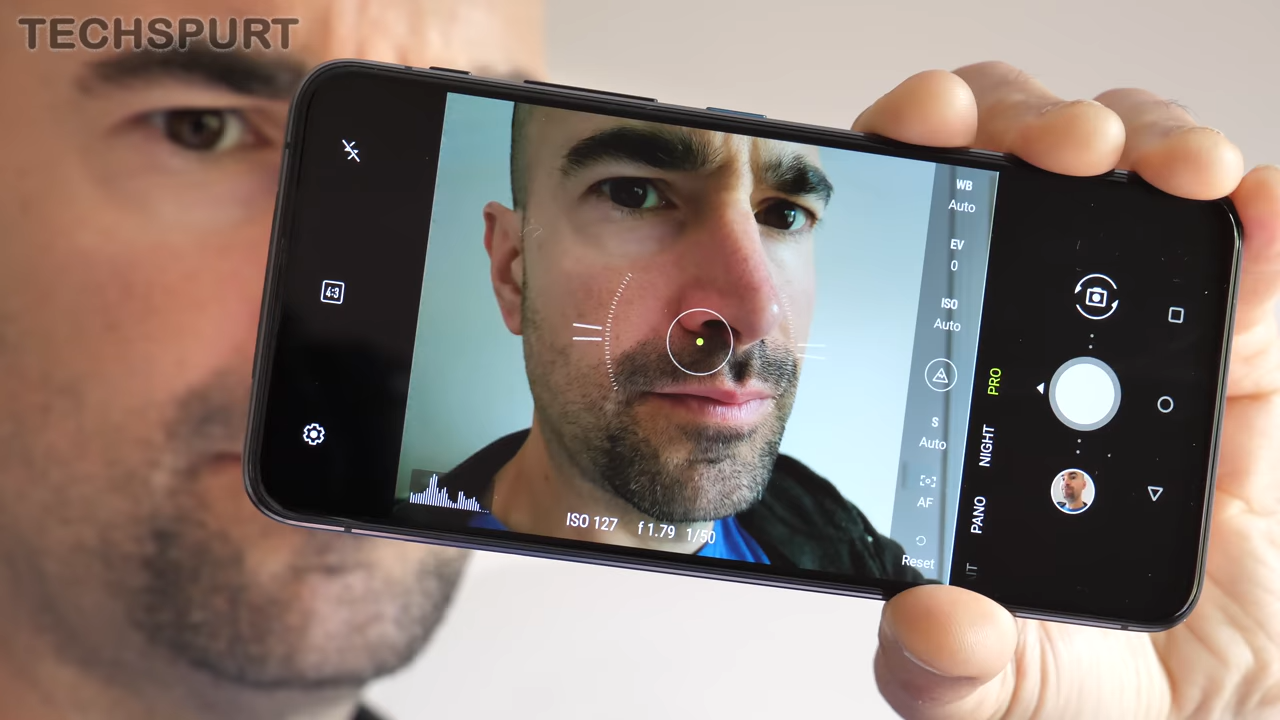 TECHSPURT
4:3
WB
Auto
EV
0
ISO
Auto
S
Auto
AF
Reset
ISO 127 f 1.79 1/50
PRO
NIGHT
PANO
IT